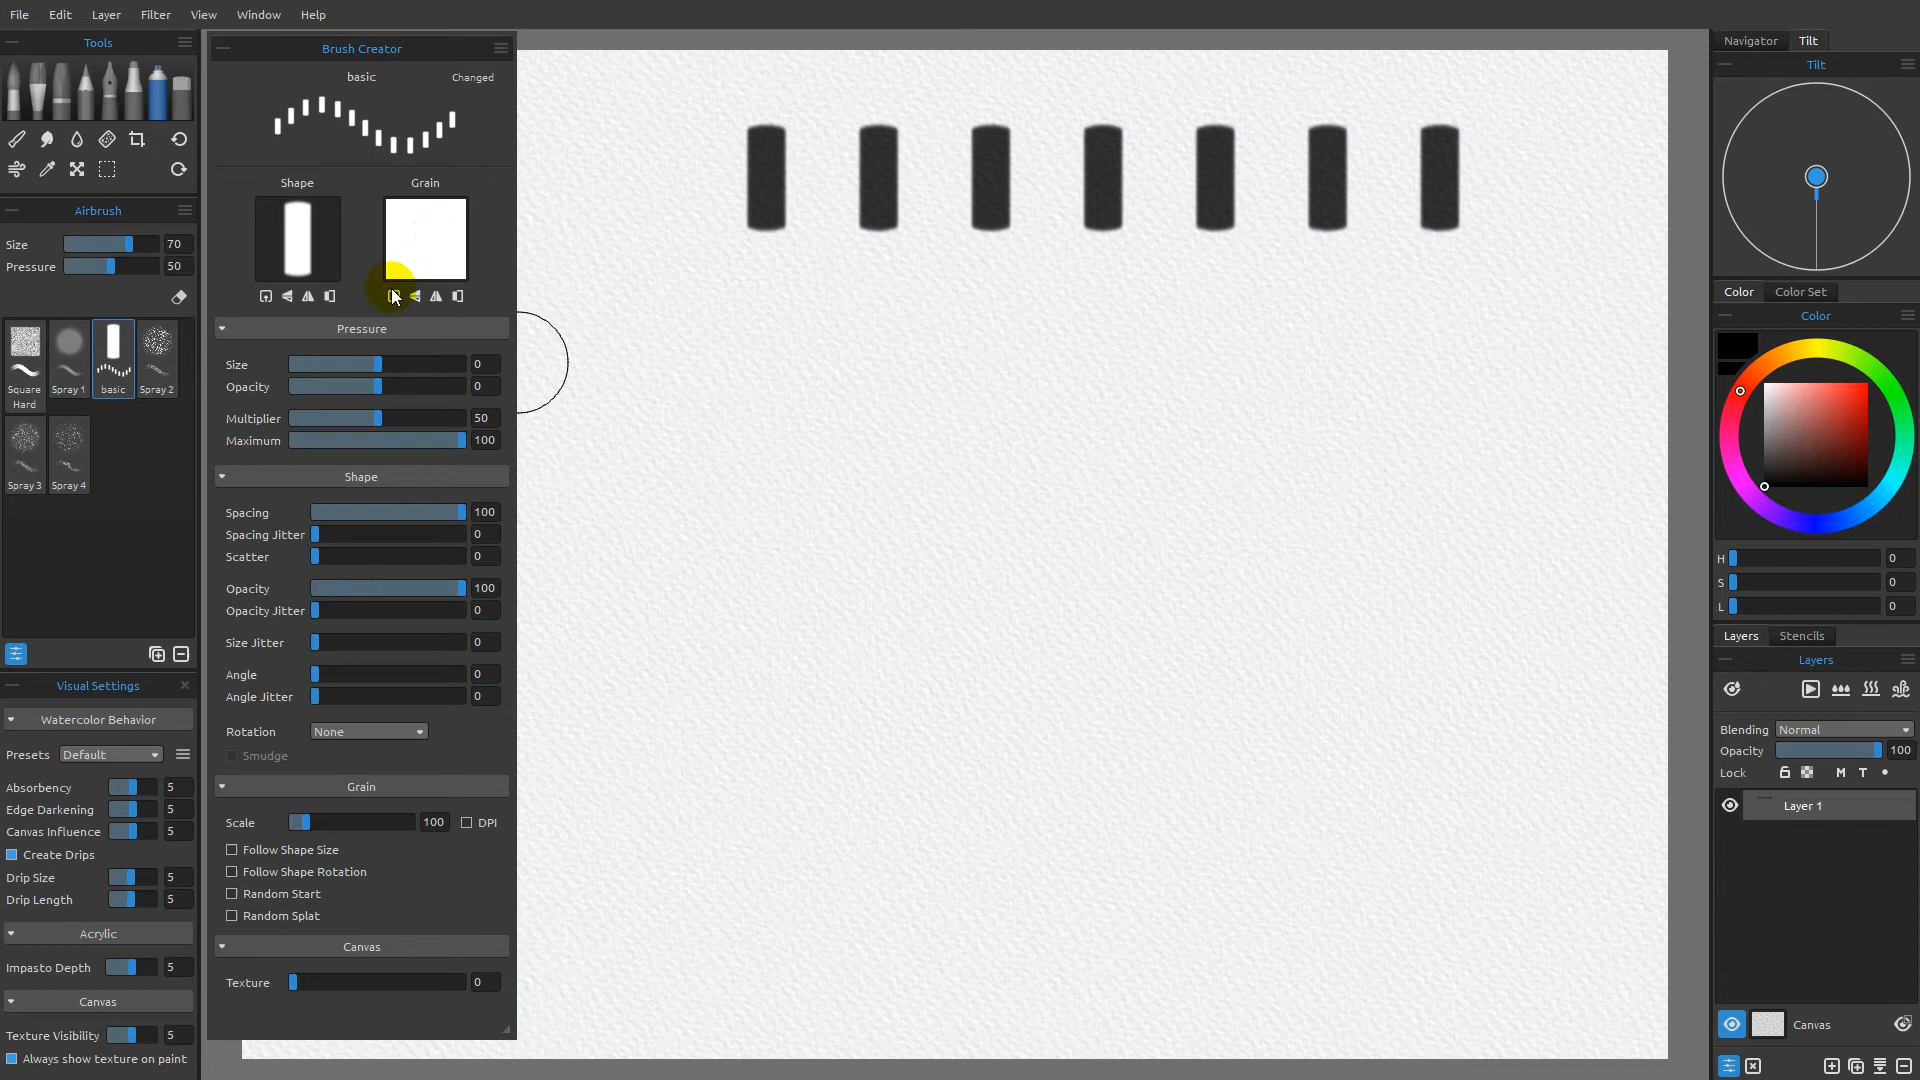 File Edit Layer Filter View Window Help
Tools
Airbrush
Size 70
Pressure 50
Square Hard
Spray 1
basic
Spray 2
Spray 3
Spray 4
Visual Settings
Watercolor Behavior
Presets Default
Absorbency 5
Edge Darkening 5
Canvas Influence 5
Create Drips
Drip Size 5
Drip Length 5
Acrylic
Impasto Depth 5
Canvas
Texture Visibility 5
Always show texture on paint
Brush Creator
basic Changed
Shape Grain
Pressure
Size 0
Opacity 0
Multiplier 50
Maximum 100
Shape
Spacing 100
Spacing Jitter 0
Scatter 0
Opacity 100
Opacity Jitter 0
Size Jitter 0
Angle 0
Angle Jitter 0
Rotation None
Smudge
Grain
Scale 100 DPI
Follow Shape Size
Follow Shape Rotation
Random Start
Random Splat
Canvas
Texture 0
Navigator Tilt
Tilt
Color Color Set
Color
H 0
S 0
L 0
Layers Stencils
Layers
Blending Normal
Opacity 100
Lock M T
Layer 1
Canvas